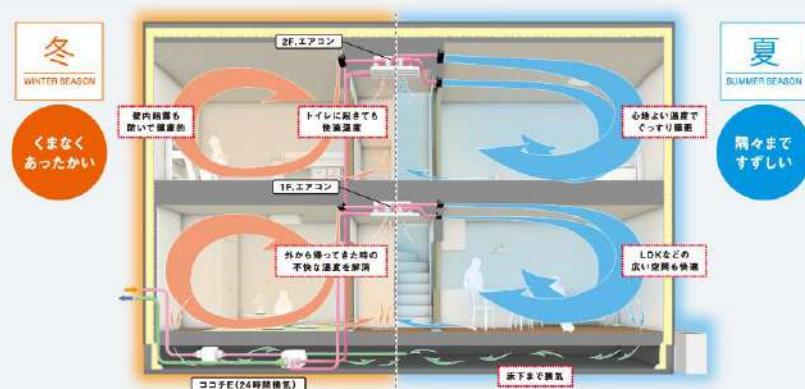 冬
WINTER SEASON
くまなく
あったかい
2F.エアコン
壁内結露も
防いで健康的
トイレに起きても
快適温度
心地よい温度で
ぐっすり睡眠
夏
SUMMER SEASON
隅々まで
すずしい
1F.エアコン
外から帰ってきた時の
不快な温度を解消
LDKなどの
広い空間も快適
ココチE(24時間換気)
床下まで換気